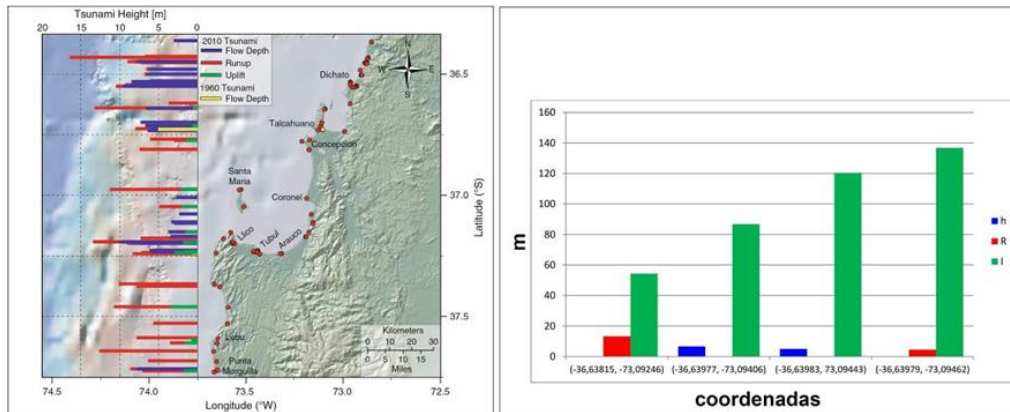 Tsunami Height [m]
20 15 10 5 0
2010 Tsunami
Flow Depth
Runup
Uplift
1960 Tsunami
Flow Depth
N
W E
S
Dichato
36.5
Talcahuano
Concepcion
Santa
Maria
Coronel
37.0
Llico
Tubul
Arauco
Latitude (°S)
37.5
Lebu
Kilometers
0 10 20 30
0 5 10 20
Miles
Punta
Morguilla
74.5 74.0 73.5 73.0 72.5
Longitude (°W)
160
140
120
100
80
60
40
20
0
m
h
R
I
(-36,63815, -73,09246) (-36,63977, -73,09406) (-36,63983, -73,09443) (-36,63979, -73,09462)
coordenadas